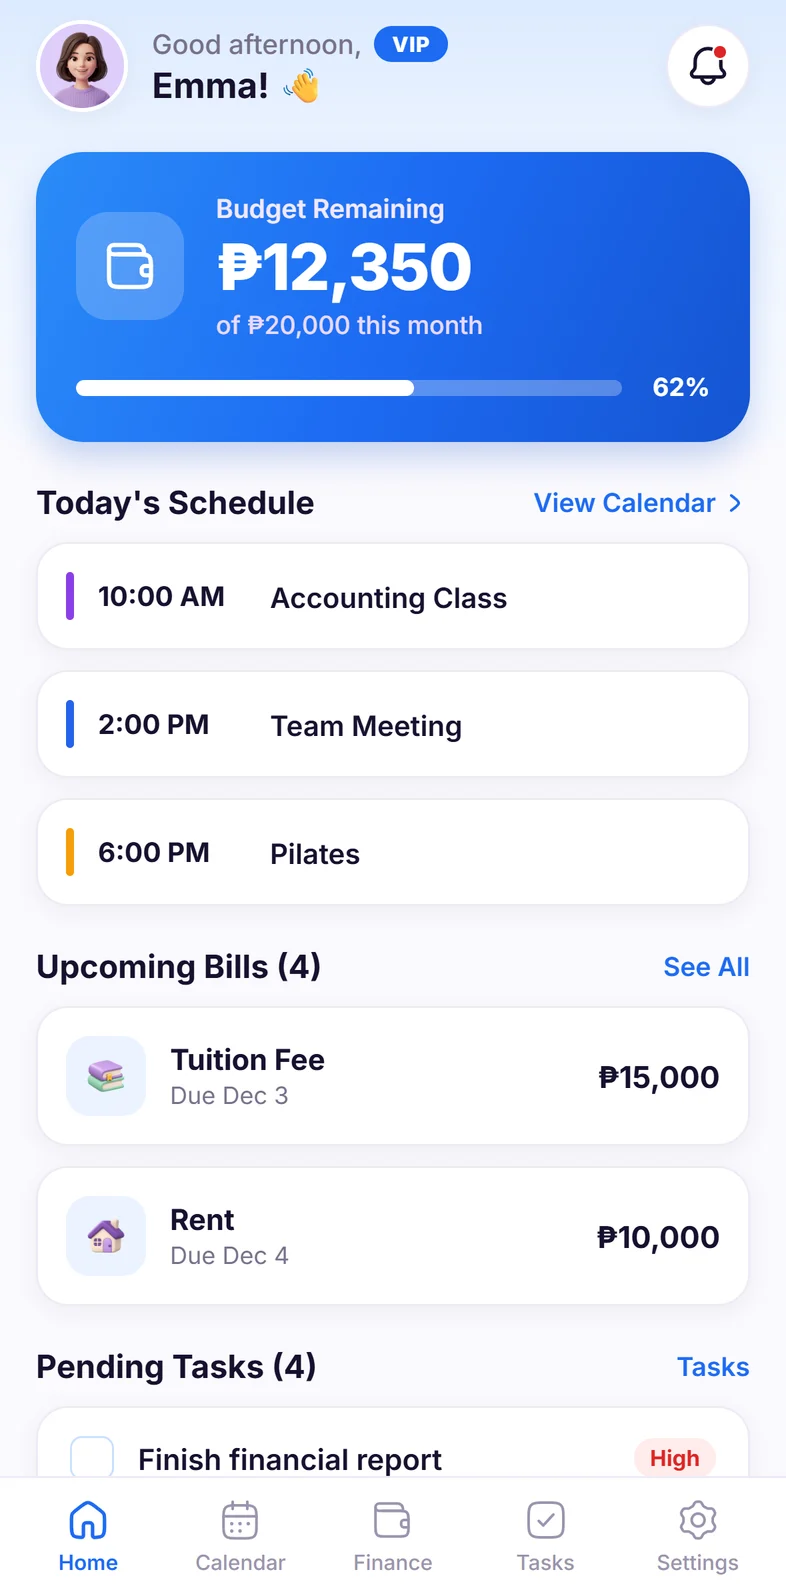 Good afternoon, VIP
Emma! 👋
Budget Remaining
₱12,350
of ₱20,000 this month
62%
Today's Schedule View Calendar
10:00 AM Accounting Class
2:00 PM Team Meeting
6:00 PM Pilates
Upcoming Bills (4) See All
Tuition Fee
Due Dec 3
₱15,000
Rent
Due Dec 4
₱10,000
Pending Tasks (4) Tasks
Finish financial report High
Home Calendar Finance Tasks Settings